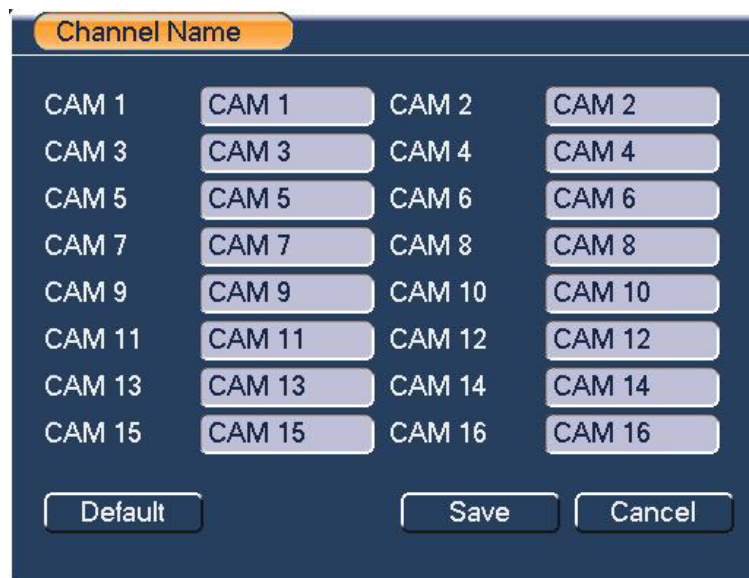 Channel Name
CAM 1 CAM 1 CAM 2 CAM 2
CAM 3 CAM 3 CAM 4 CAM 4
CAM 5 CAM 5 CAM 6 CAM 6
CAM 7 CAM 7 CAM 8 CAM 8
CAM 9 CAM 9 CAM 10 CAM 10
CAM 11 CAM 11 CAM 12 CAM 12
CAM 13 CAM 13 CAM 14 CAM 14
CAM 15 CAM 15 CAM 16 CAM 16
Default Save Cancel